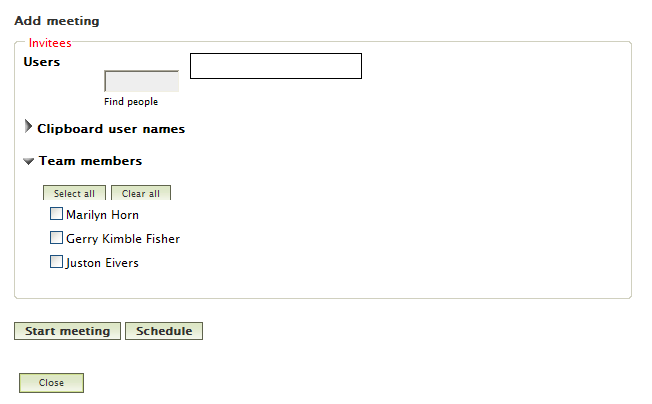 Add meeting
Invitees
Users
Find people
Clipboard user names
Team members
Select all Clear all
Marilyn Horn
Gerry Kimble Fisher
Juston Eivers
Start meeting Schedule
Close